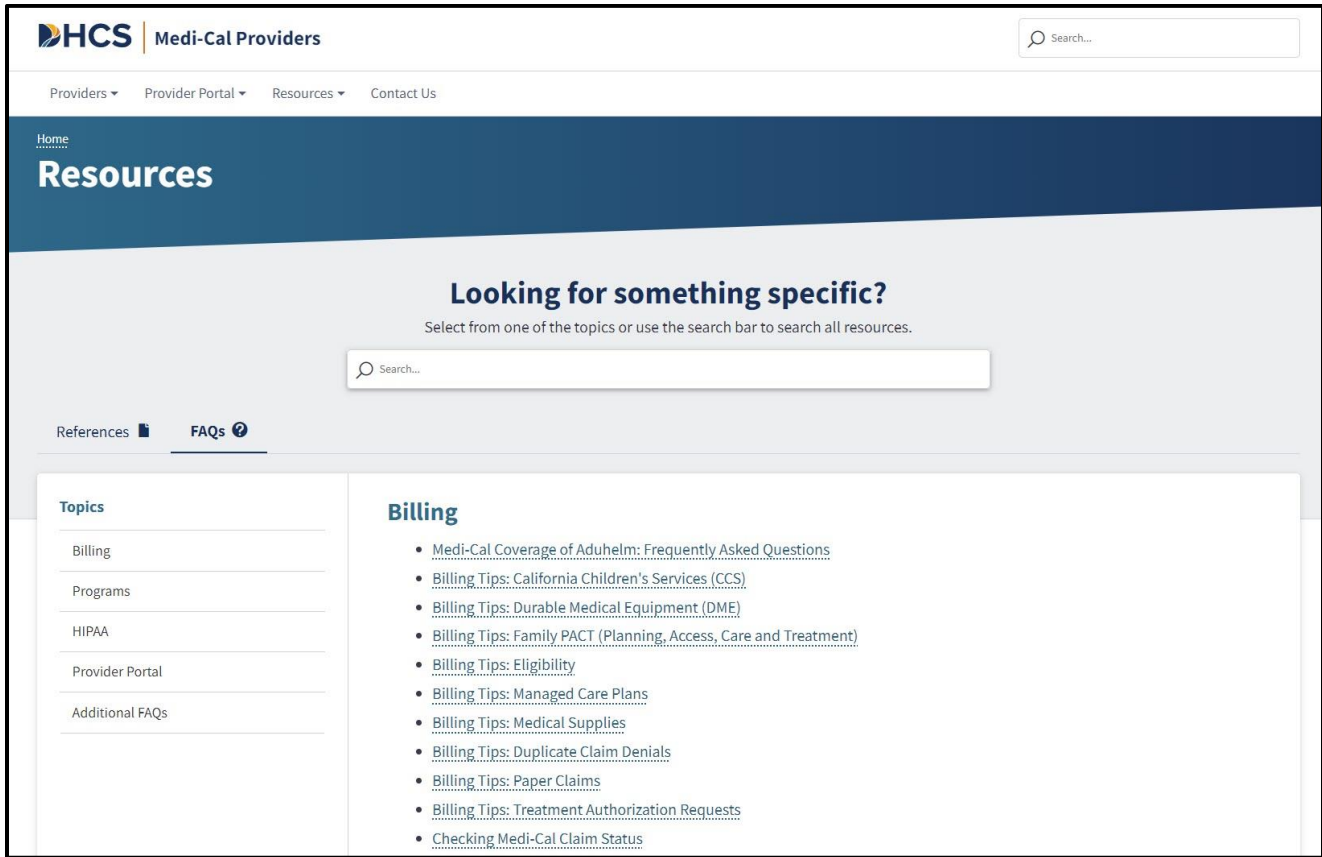 DHCS Medi-Cal Providers
Search...
Providers Provider Portal Resources Contact Us
Home
Resources
Looking for something specific?
Select from one of the topics or use the search bar to search all resources.
Search...
References FAQs
Topics
Billing
Programs
HIPAA
Provider Portal
Additional FAQs
Billing
Medi-Cal Coverage of Aduhelm: Frequently Asked Questions
Billing Tips: California Children's Services (CCS)
Billing Tips: Durable Medical Equipment (DME)
Billing Tips: Family PACT (Planning, Access, Care and Treatment)
Billing Tips: Eligibility
Billing Tips: Managed Care Plans
Billing Tips: Medical Supplies
Billing Tips: Duplicate Claim Denials
Billing Tips: Paper Claims
Billing Tips: Treatment Authorization Requests
Checking Medi-Cal Claim Status